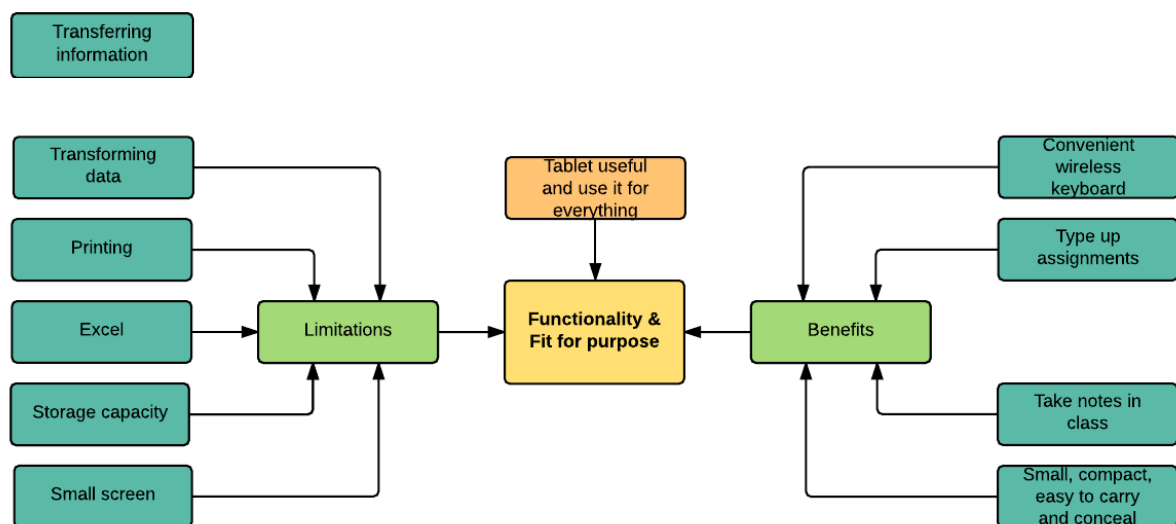 Transferring
information
Transforming
data
Printing
Excel
Storage capacity
Small screen
Limitations
Tablet useful
and use it for
everything
Functionality &
Fit for purpose
Benefits
Convenient
wireless
keyboard
Type up
assignments
Take notes in
class
Small, compact,
easy to carry
and conceal